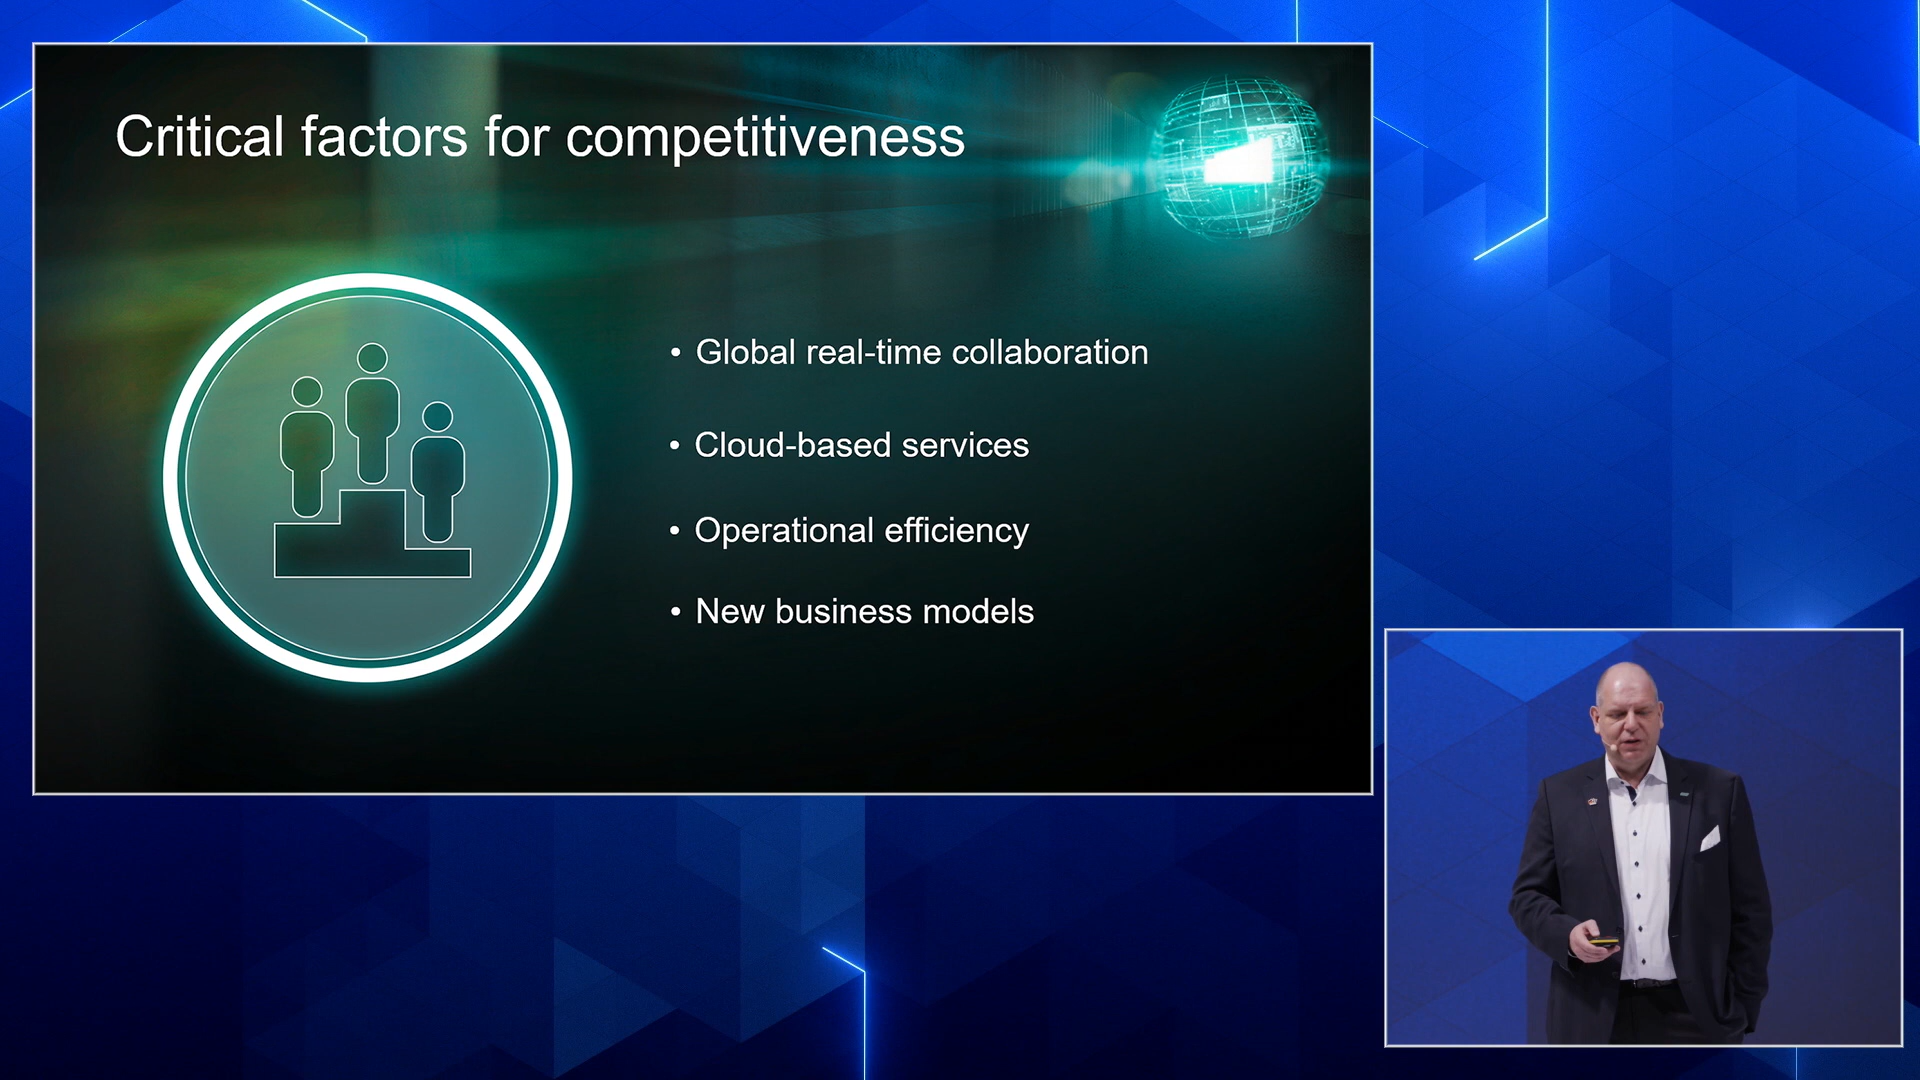 Critical factors for competitiveness
• Global real-time collaboration
• Cloud-based services
• Operational efficiency
• New business models